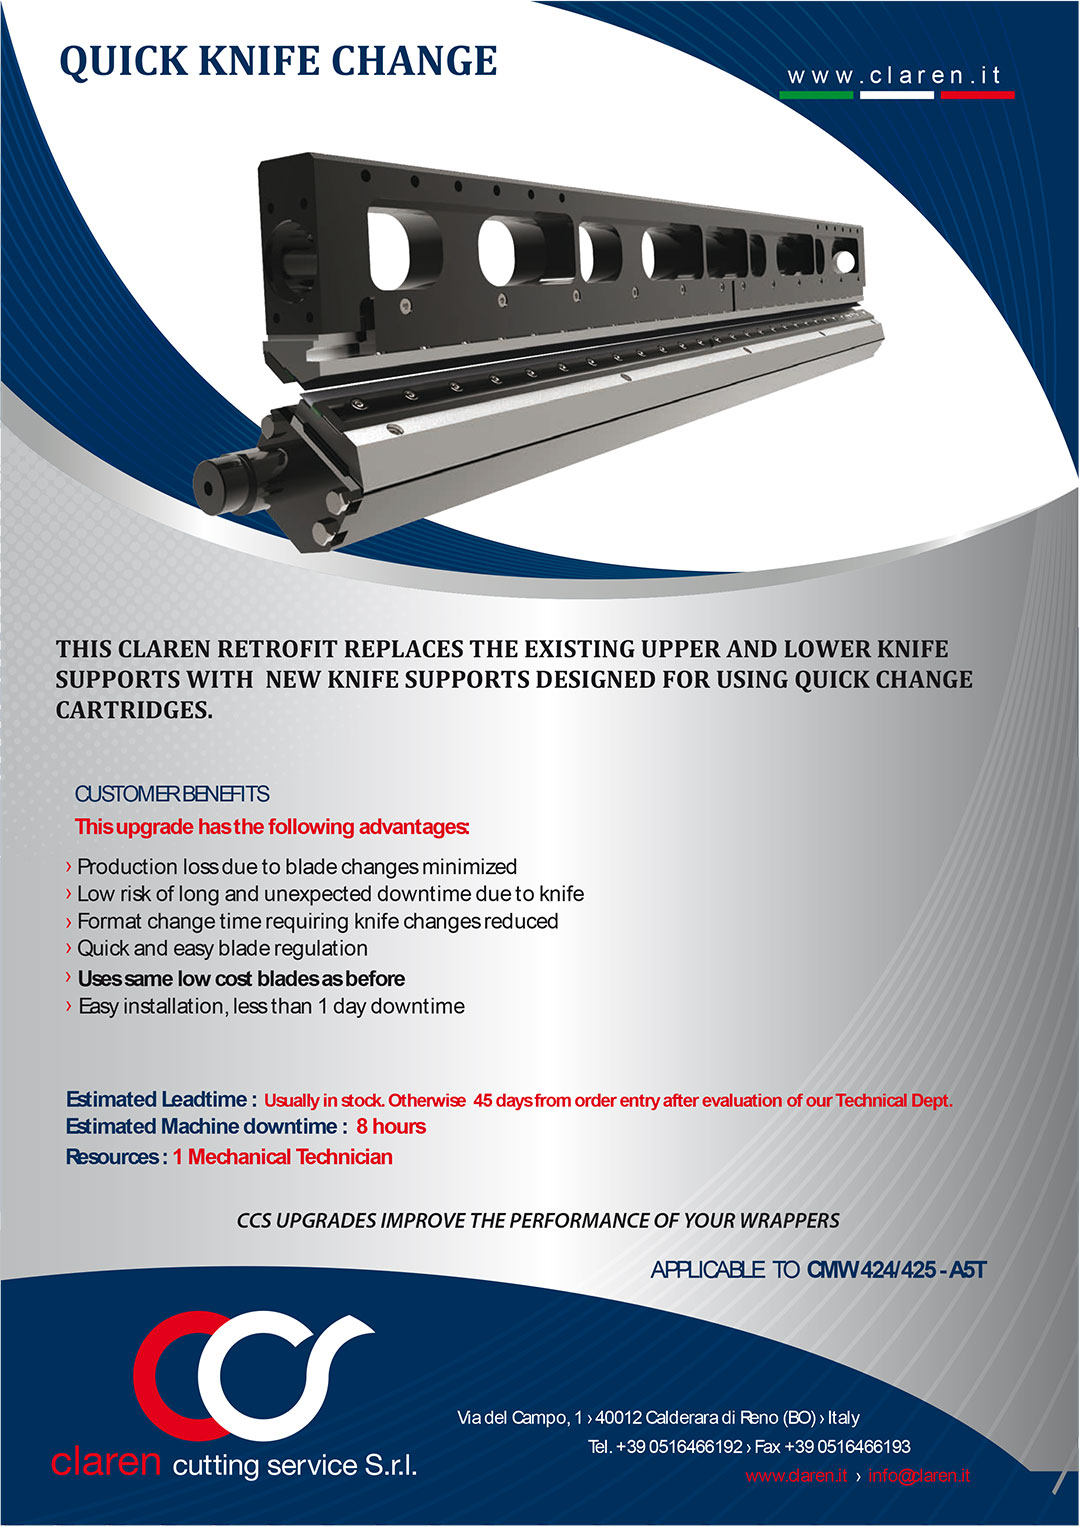 QUICK KNIFE CHANGE
www.claren.it
THIS CLAREN RETROFIT REPLACES THE EXISTING UPPER AND LOWER KNIFE
SUPPORTS WITH NEW KNIFE SUPPORTS DESIGNED FOR USING QUICK CHANGE
CARTRIDGES.
CUSTOMER BENEFITS
This upgrade has the following advantages:
› Production loss due to blade changes minimized
› Low risk of long and unexpected downtime due to knife
› Format change time requiring knife changes reduced
› Quick and easy blade regulation
› Uses same low cost blades as before
› Easy installation, less than 1 day downtime
Estimated Leadtime : Usually in stock. Otherwise 45 days from order entry after evaluation of our Technical Dept.
Estimated Machine downtime : 8 hours
Resources : 1 Mechanical Technician
CCS UPGRADES IMPROVE THE PERFORMANCE OF YOUR WRAPPERS
APPLICABLE TO CMW 424/425 - A5T
CCS
claren cutting service S.r.l.
Via del Campo, 1 › 40012 Calderara di Reno (BO) › Italy
Tel. +39 0516466192 › Fax +39 0516466193
www.claren.it › info@claren.it